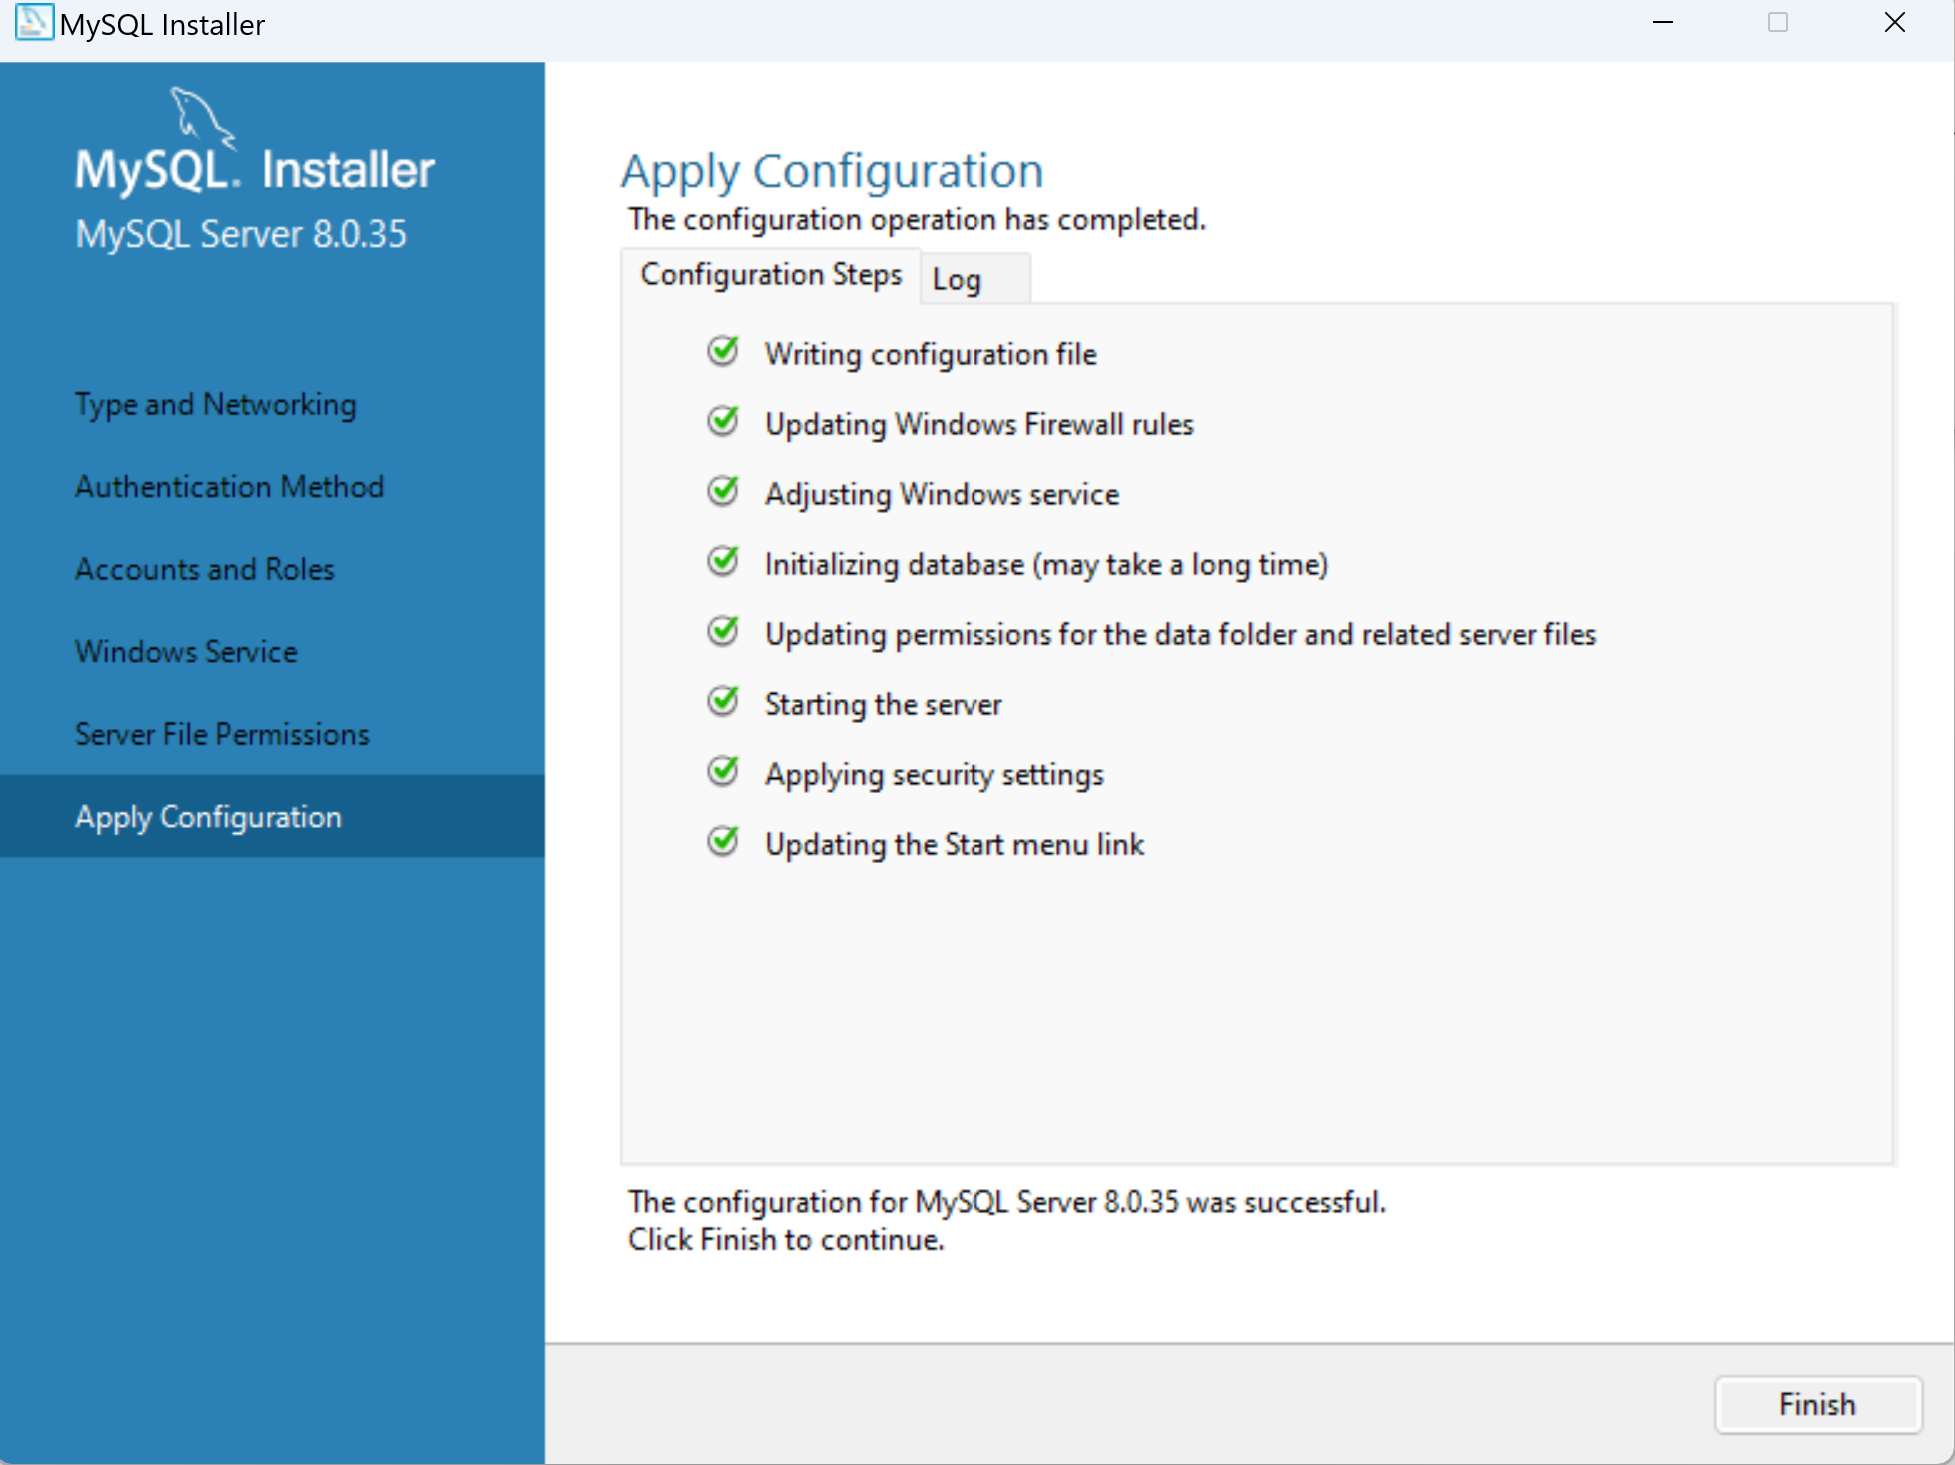 MySQL Installer
MySQL. Installer
MySQL Server 8.0.35
Type and Networking
Authentication Method
Accounts and Roles
Windows Service
Server File Permissions
Apply Configuration
Apply Configuration
The configuration operation has completed.
Configuration Steps
Log
Writing configuration file
Updating Windows Firewall rules
Adjusting Windows service
Initializing database (may take a long time)
Updating permissions for the data folder and related server files
Starting the server
Applying security settings
Updating the Start menu link
The configuration for MySQL Server 8.0.35 was successful.
Click Finish to continue.
Finish